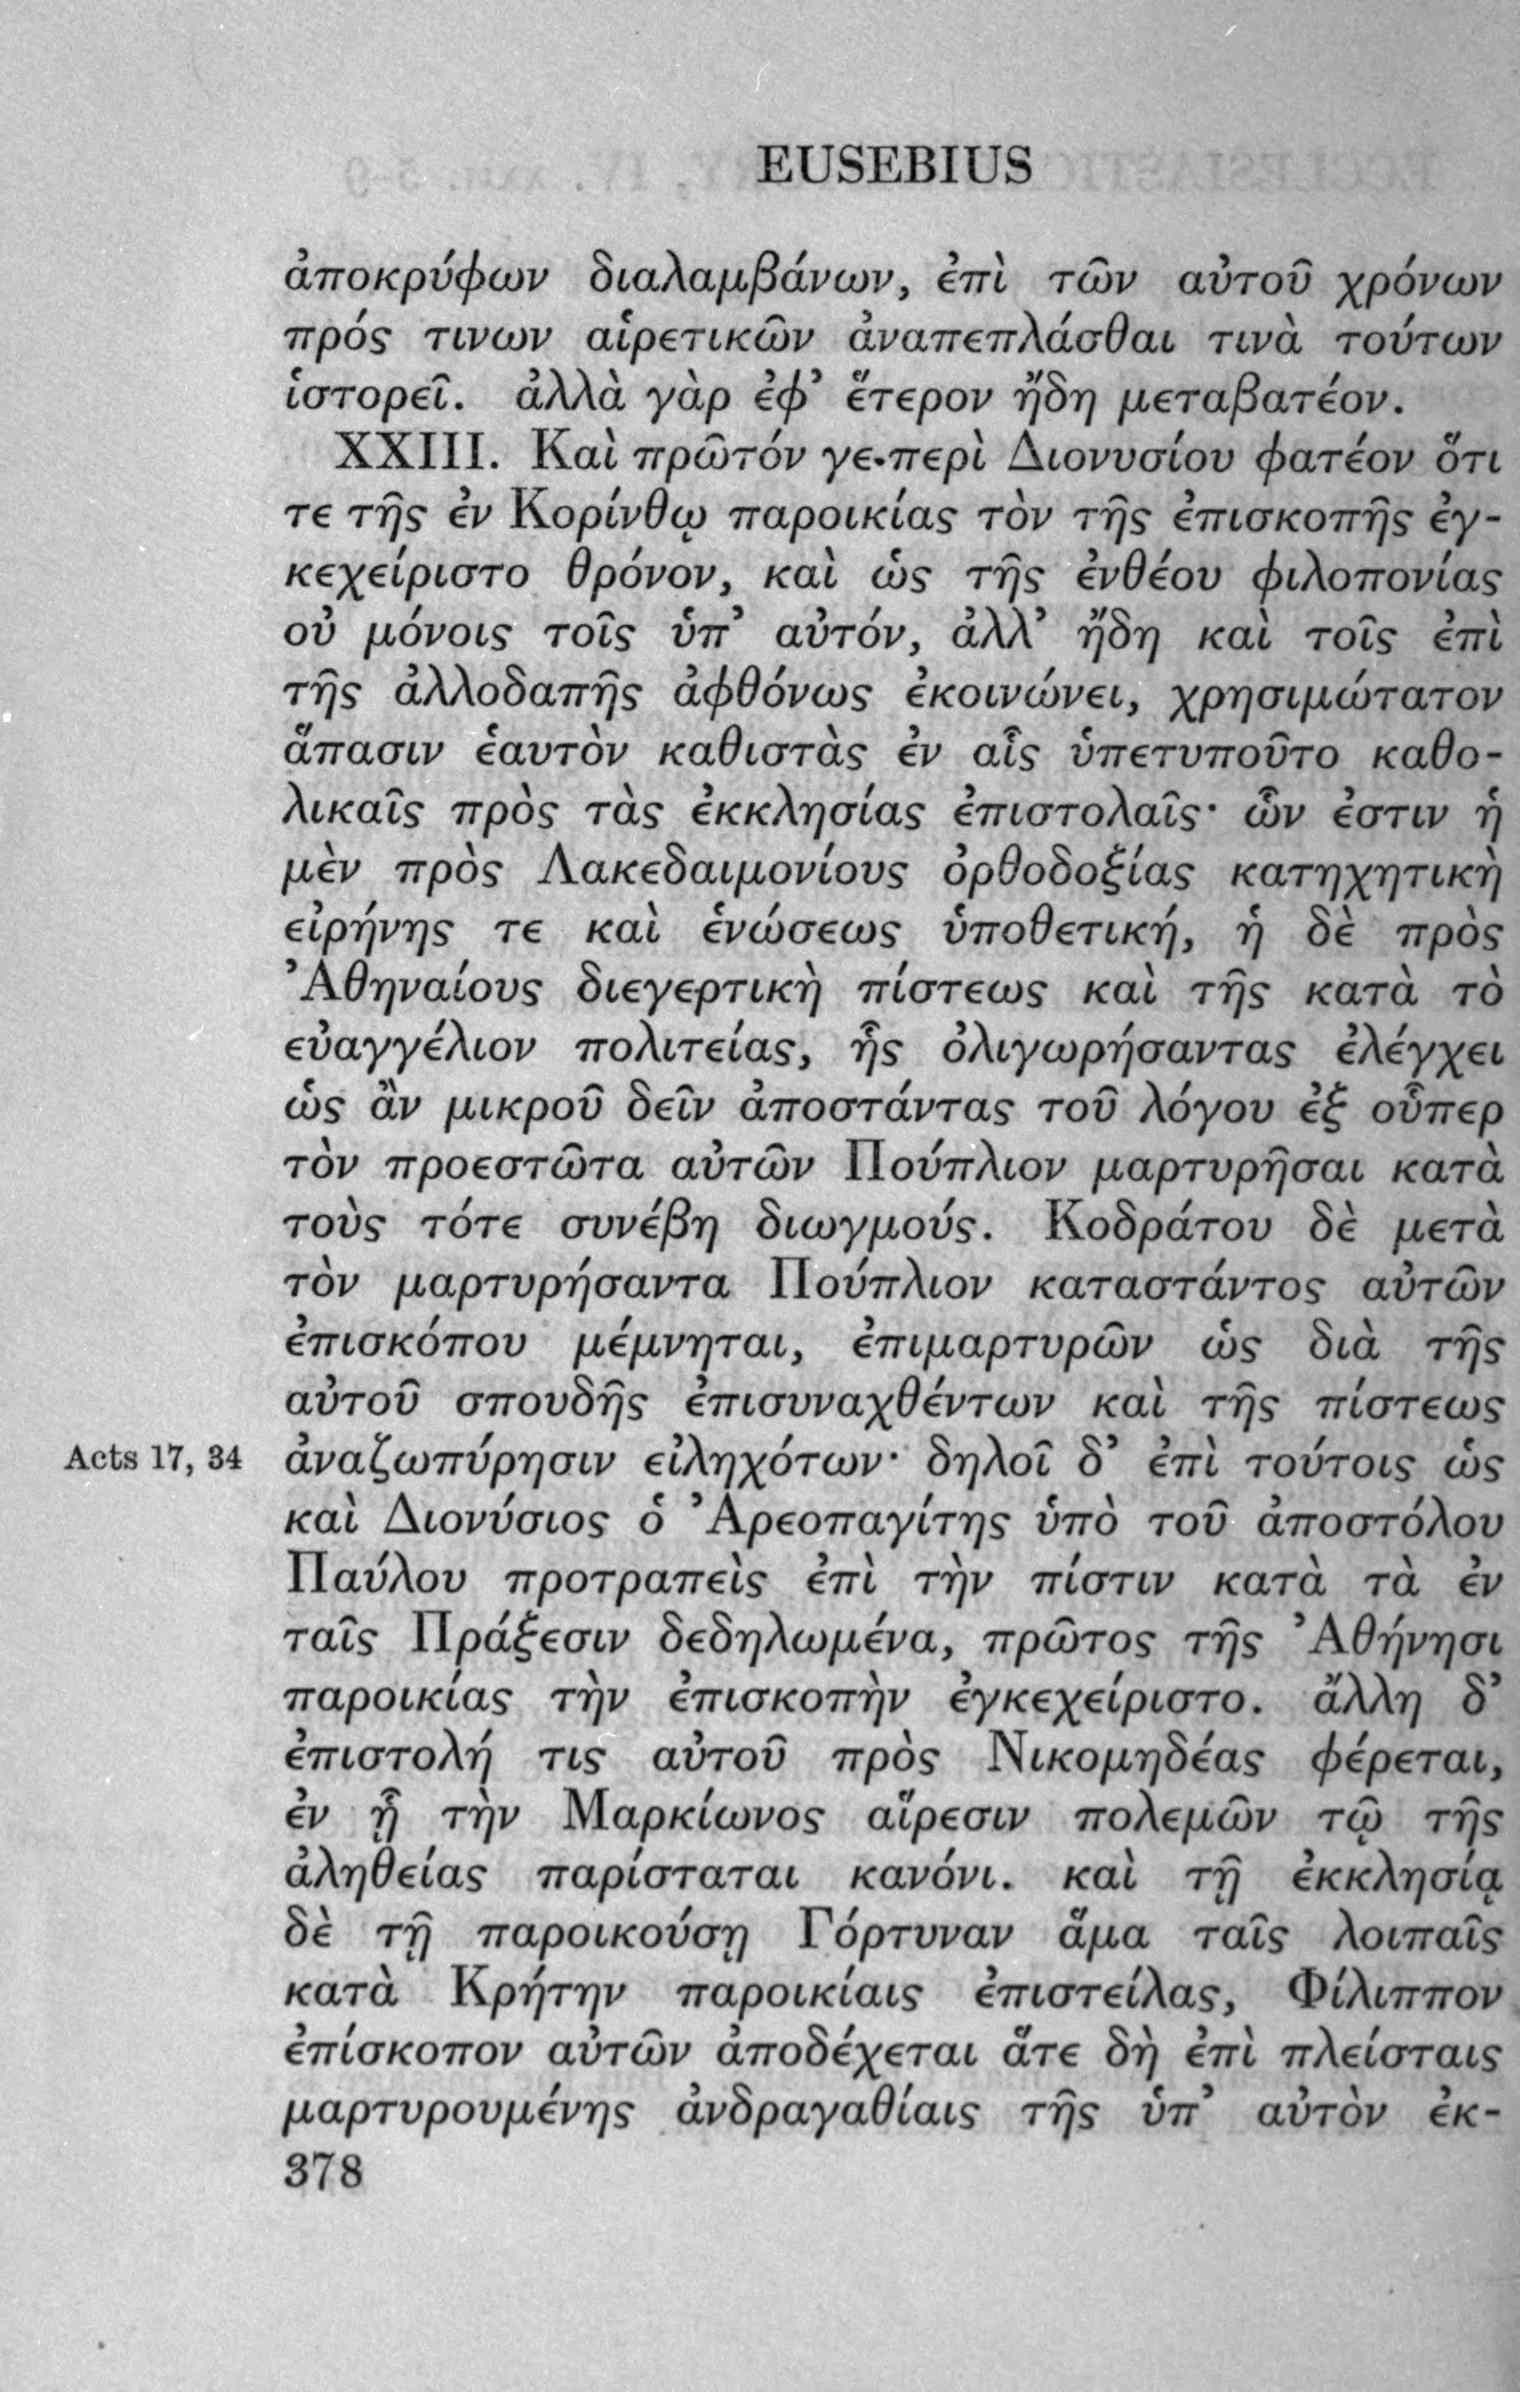 EUSEBIUS
ἀποκρύφων διαλαμβάνων, ἐπὶ τῶν αὐτοῦ χρόνων
πρός τινων αἱρετικῶν ἀναπεπλάσθαι τινὰ τούτων
ἱστορεῖ. ἀλλὰ γὰρ ἐφ’ ἕτερον ἤδη μεταβατέον.
XXIII. Καὶ πρῶτόν γε περὶ Διονυσίου φατέον ὅτι
τε τῆς ἐν Κορίνθῳ παροικίας τὸν τῆς ἐπισκοπῆς ἐγ-
κεχείριστο θρόνον, καὶ ὡς τῆς ἐνθέου φιλοπονίας
οὐ μόνοις τοῖς ὑπ’ αὐτόν, ἀλλ’ ἤδη καὶ τοῖς ἐπὶ
τῆς ἀλλοδαπῆς ἀφθόνως ἐκοινώνει, χρησιμώτατον
ἅπασιν ἑαυτὸν καθιστὰς ἐν αἷς ὑπετυποῦτο καθο-
λικαῖς πρὸς τὰς ἐκκλησίας ἐπιστολαῖς· ὧν ἐστιν ἡ
μὲν πρὸς Λακεδαιμονίους ὀρθοδοξίας κατηχητικὴ
εἰρήνης τε καὶ ἑνώσεως ὑποθετική, ἡ δὲ πρὸς
Ἀθηναίους διεγερτικὴ πίστεως καὶ τῆς κατὰ τὸ
εὐαγγέλιον πολιτείας, ἧς ὀλιγωρήσαντας ἐλέγχει
ὡς ἂν μικροῦ δεῖν ἀποστάντας τοῦ λόγου ἐξ οὗπερ
τὸν προεστῶτα αὐτῶν Πούπλιον μαρτυρῆσαι κατὰ
τοὺς τότε συνέβη διωγμούς. Κοδράτου δὲ μετὰ
τὸν μαρτυρήσαντα Πούπλιον καταστάντος αὐτῶν
ἐπισκόπου μέμνηται, ἐπιμαρτυρῶν ὡς διὰ τῆς
αὐτοῦ σπουδῆς ἐπισυναχθέντων καὶ τῆς πίστεως
Acts 17, 34 ἀναζωπύρησιν εἰληχότων· δηλοῖ δ’ ἐπὶ τούτοις ὡς
καὶ Διονύσιος ὁ Ἀρεοπαγίτης ὑπὸ τοῦ ἀποστόλου
Παύλου προτραπεὶς ἐπὶ τὴν πίστιν κατὰ τὰ ἐν
ταῖς Πράξεσιν δεδηλωμένα, πρῶτος τῆς Ἀθήνησι
παροικίας τὴν ἐπισκοπὴν ἐγκεχείριστο. ἄλλη δ’
ἐπιστολή τις αὐτοῦ πρὸς Νικομηδέας φέρεται,
ἐν ᾗ τὴν Μαρκίωνος αἵρεσιν πολεμῶν τῷ τῆς
ἀληθείας παρίσταται κανόνι. καὶ τῇ ἐκκλησίᾳ
δὲ τῇ παροικούσῃ Γόρτυναν ἅμα ταῖς λοιπαῖς
κατὰ Κρήτην παροικίαις ἐπιστείλας, Φίλιππον
ἐπίσκοπον αὐτῶν ἀποδέχεται ἅτε δὴ ἐπὶ πλείσταις
μαρτυρουμένης ἀνδραγαθίαις τῆς ὑπ’ αὐτὸν ἐκ-
378